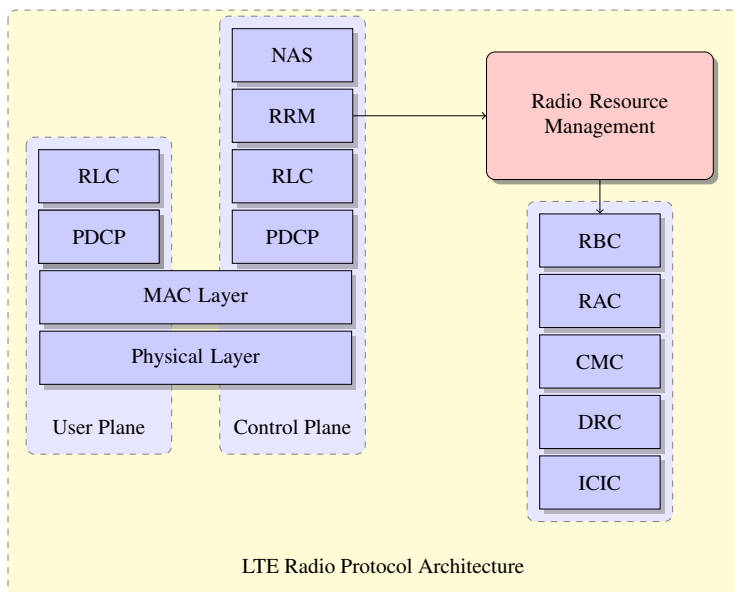 NAS
RRM
RLC
PDCP
RLC
PDCP
MAC Layer
Physical Layer
User Plane
Control Plane
Radio Resource
Management
RBC
RAC
CMC
DRC
ICIC
LTE Radio Protocol Architecture